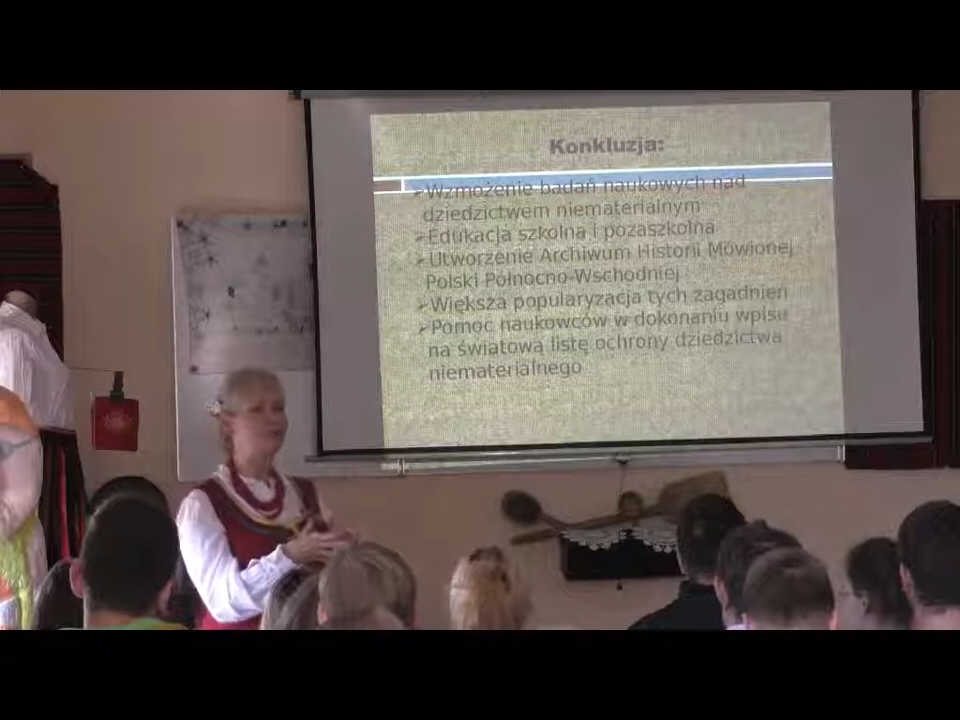 Konkluzja:
➢Wzmożenie badań naukowych nad
dziedzictwem niematerialnym
➢Edukacja szkolna i pozaszkolna
➢Utworzenie Archiwum Historii Mówionej
Polski Północno-Wschodniej
➢Większa popularyzacja tych zagadnień
➢Pomoc naukowców w dokonaniu wpisu
na światową listę ochrony dziedzictwa
niematerialnego